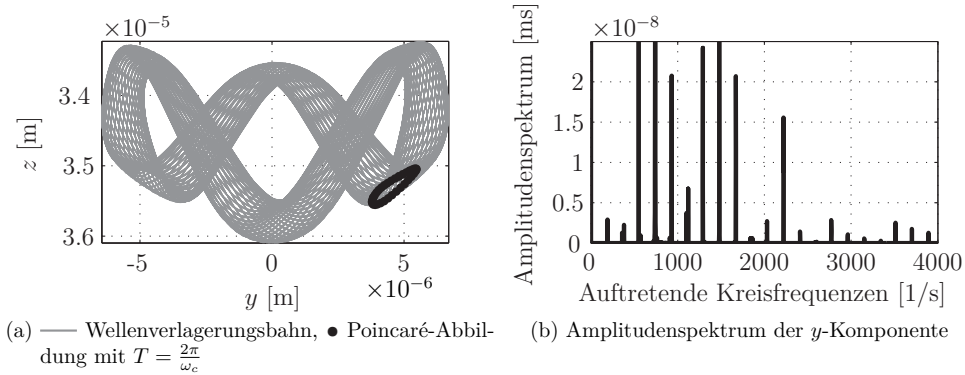 ×10⁻⁵
3.4
3.5
3.6
z [m]
-5
0
5
×10⁻⁶
y [m]
(a) Wellenverlagerungsbahn, ● Poincaré-Abbil-
dung mit T = 2π/ω_c
×10⁻⁸
2
1.5
1
0.5
0
Amplitudenspektrum [ms]
0
1000
2000
3000
4000
Auftretende Kreisfrequenzen [1/s]
(b) Amplitudenspektrum der y-Komponente